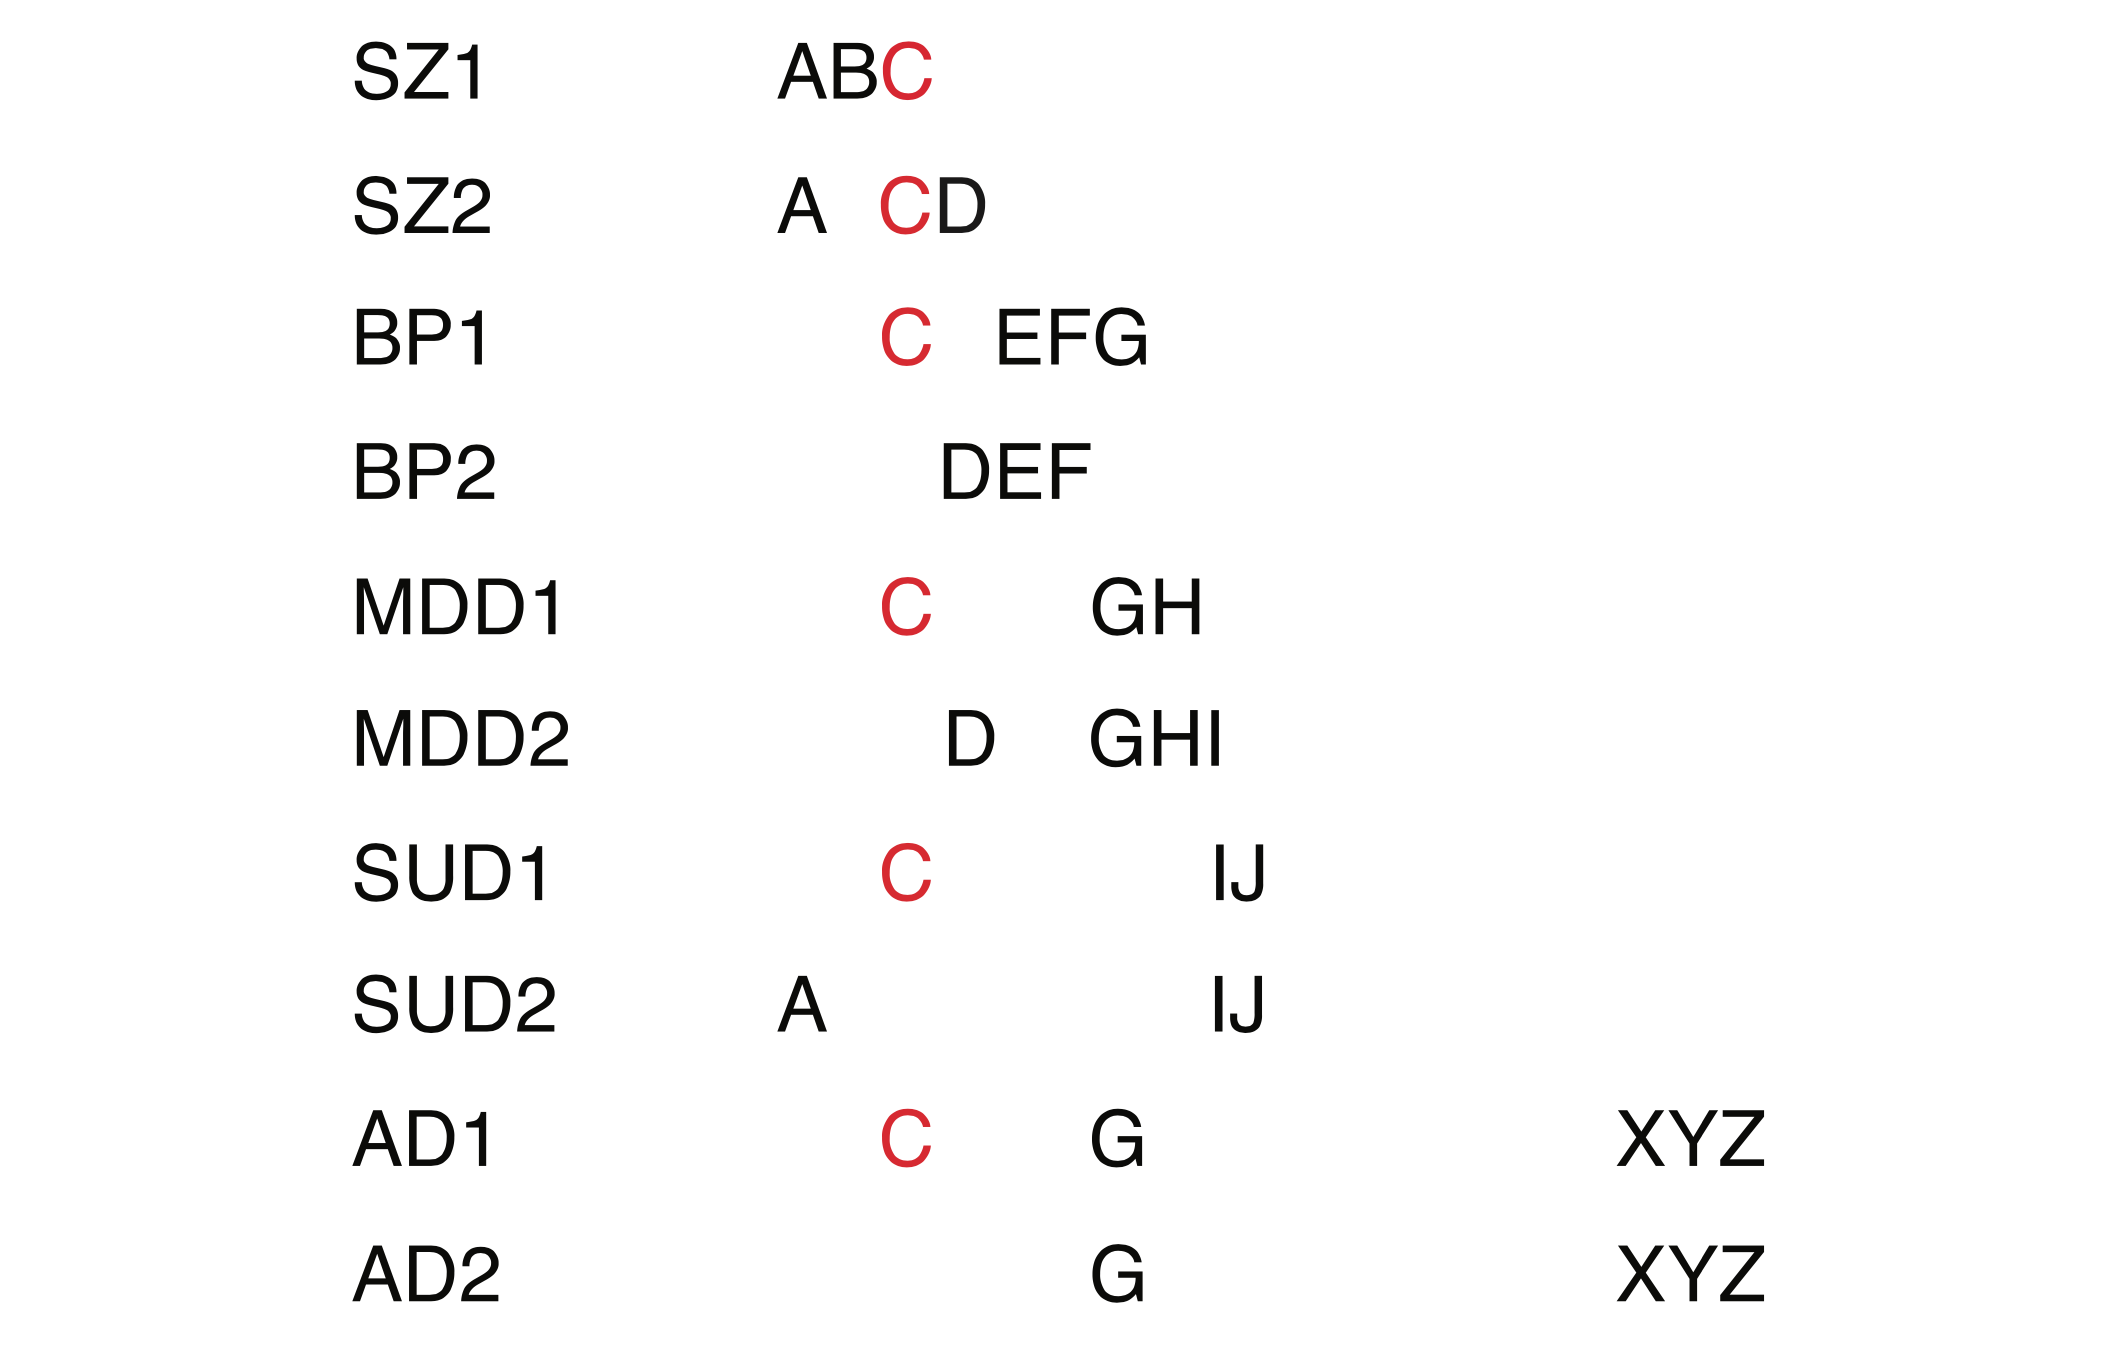 SZ1 ABC
SZ2 A CD
BP1 C EFG
BP2 DEF
MDD1 C GH
MDD2 D GHI
SUD1 C IJ
SUD2 A IJ
AD1 C G XYZ
AD2 G XYZ